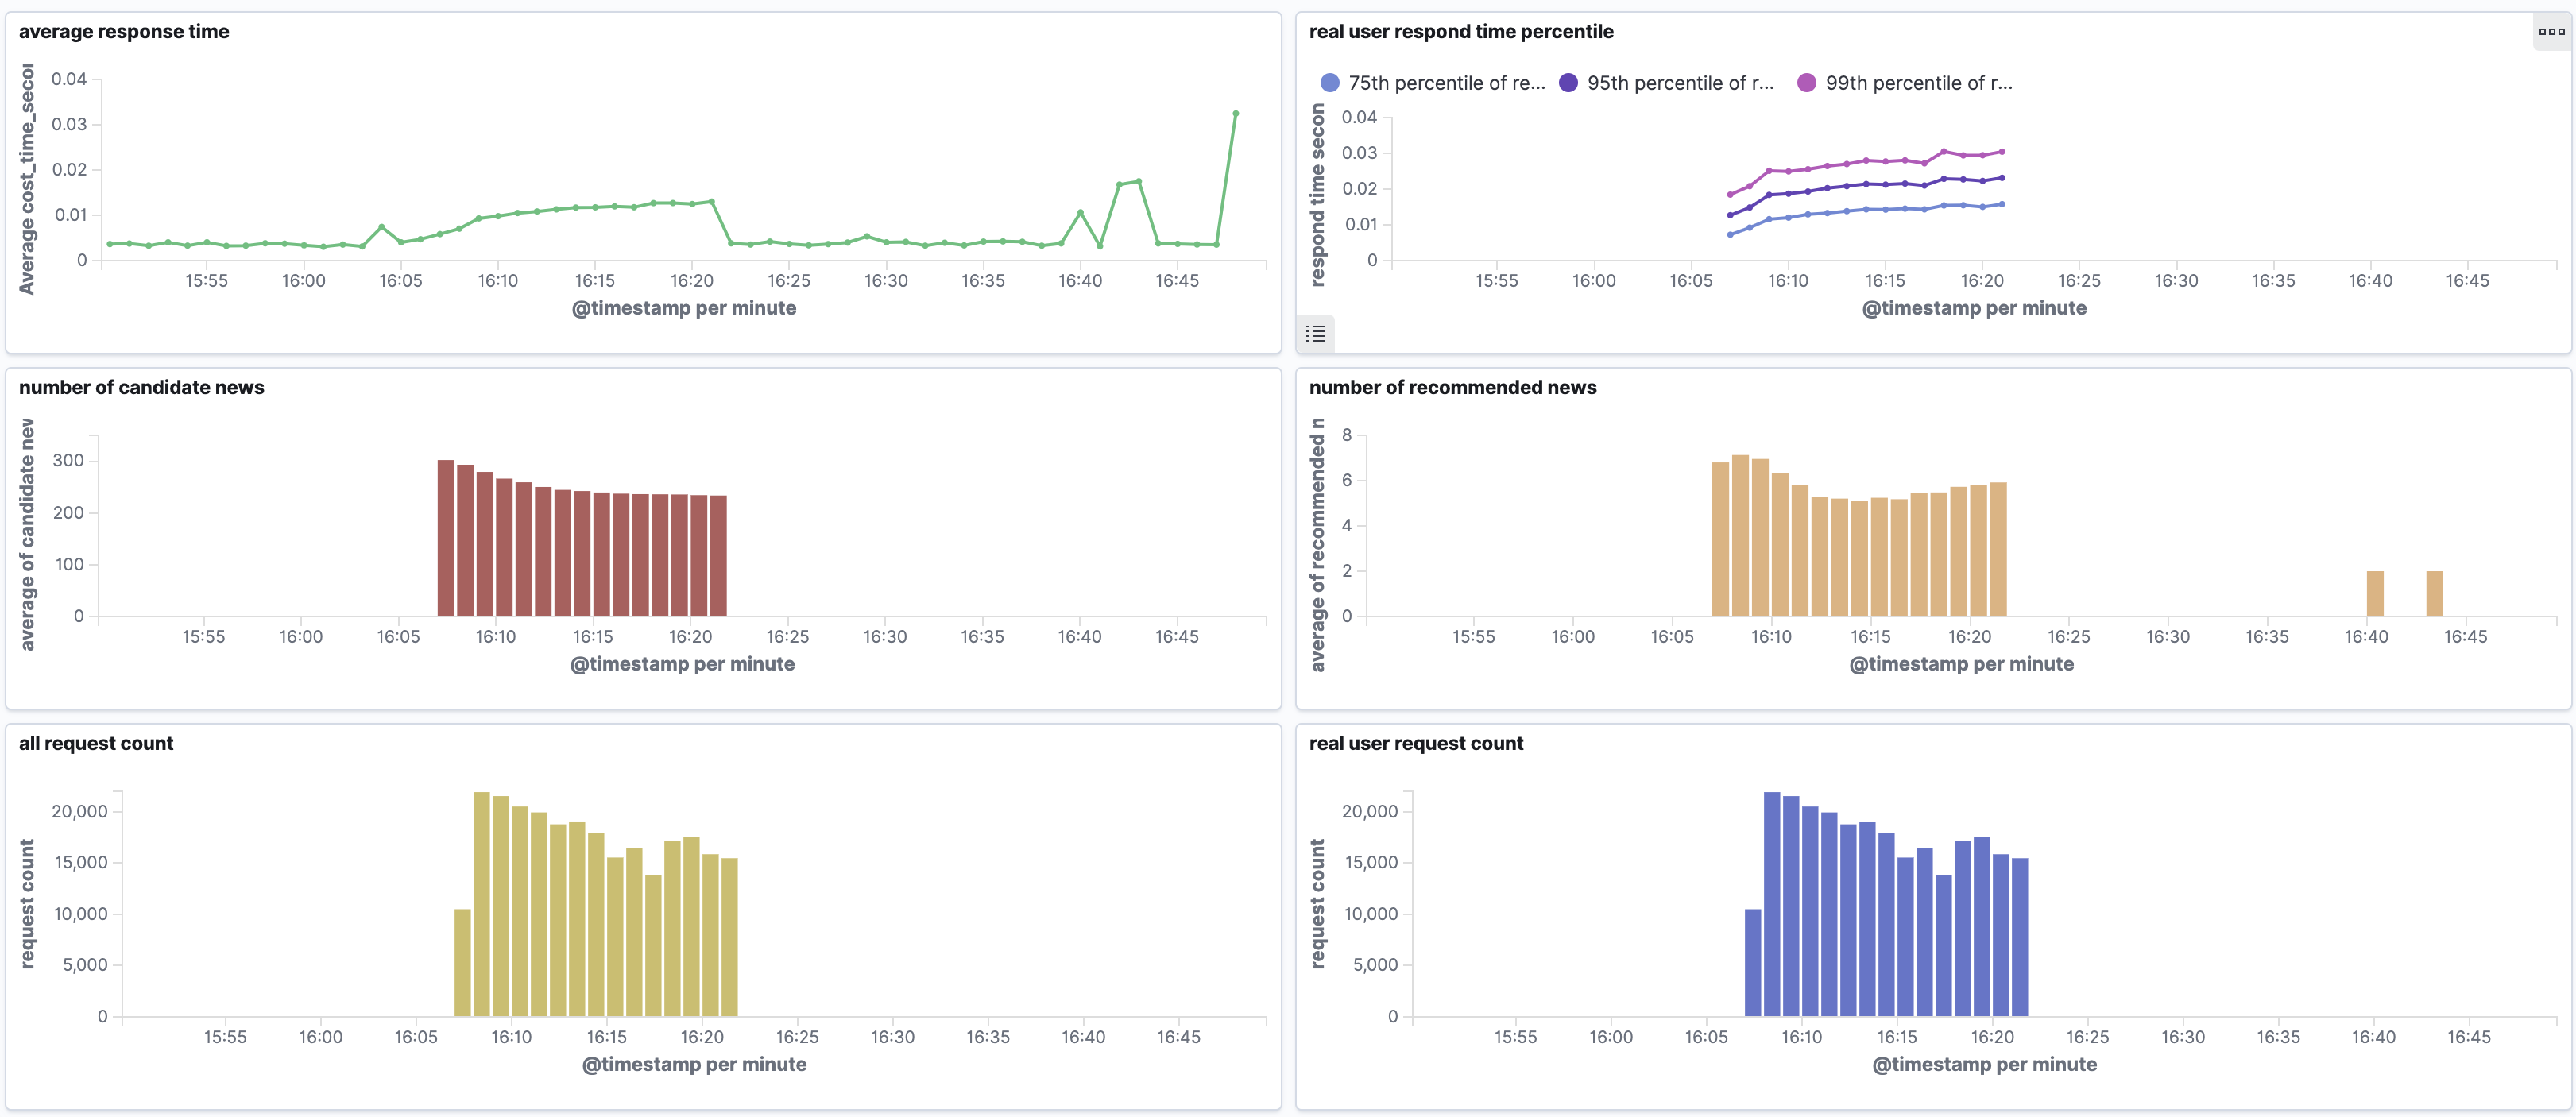 average response time
Average cost_time_secon
0.04
0.03
0.02
0.01
0
15:55 16:00 16:05 16:10 16:15 16:20 16:25 16:30 16:35 16:40 16:45
@timestamp per minute
real user respond time percentile
75th percentile of re... 95th percentile of r... 99th percentile of r...
respond time secon
0.04
0.03
0.02
0.01
0
15:55 16:00 16:05 16:10 16:15 16:20 16:25 16:30 16:35 16:40 16:45
@timestamp per minute
number of candidate news
average of candidate nev
300
200
100
0
15:55 16:00 16:05 16:10 16:15 16:20 16:25 16:30 16:35 16:40 16:45
@timestamp per minute
number of recommended news
average of recommended n
8
6
4
2
0
15:55 16:00 16:05 16:10 16:15 16:20 16:25 16:30 16:35 16:40 16:45
@timestamp per minute
all request count
request count
20,000
15,000
10,000
5,000
0
15:55 16:00 16:05 16:10 16:15 16:20 16:25 16:30 16:35 16:40 16:45
@timestamp per minute
real user request count
request count
20,000
15,000
10,000
5,000
0
15:55 16:00 16:05 16:10 16:15 16:20 16:25 16:30 16:35 16:40 16:45
@timestamp per minute